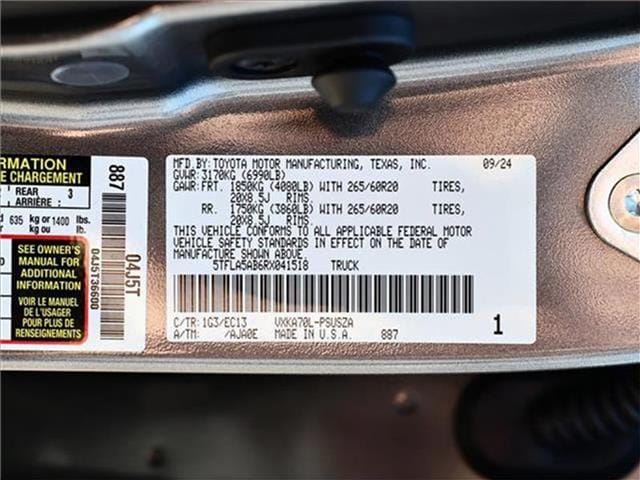 FORMATION
E CHARGEMENT
REAR 3
ARRIÈRE :
635 kg or 1400 lbs.
kg ou lb.
SEE OWNER'S
MANUAL FOR
ADDITIONAL
INFORMATION
VOIR LE MANUEL
DE L'USAGER
POUR PLUS DE
RENSEIGNEMENTS
887
04J5T
04J5T36600
MFD.BY:TOYOTA MOTOR MANUFACTURING, TEXAS, INC. 09/24
GVWR:3170KG (6990LB)
GAWR:FRT. 1850KG (4080LB) WITH 265/60R20 TIRES,
20X8.5J RIMS
RR. 1750KG (3860LB) WITH 265/60R20 TIRES,
20X8.5J RIMS
THIS VEHICLE CONFORMS TO ALL APPLICABLE FEDERAL MOTOR
VEHICLE SAFETY STANDARDS IN EFFECT ON THE DATE OF
MANUFACTURE SHOWN ABOVE.
5TFLA5AB6RX041518 TRUCK
C/TR:1G3/EC13 VXKA70L-PSUSZA
A/TM: /AJA0E MADE IN U.S.A. 887
1